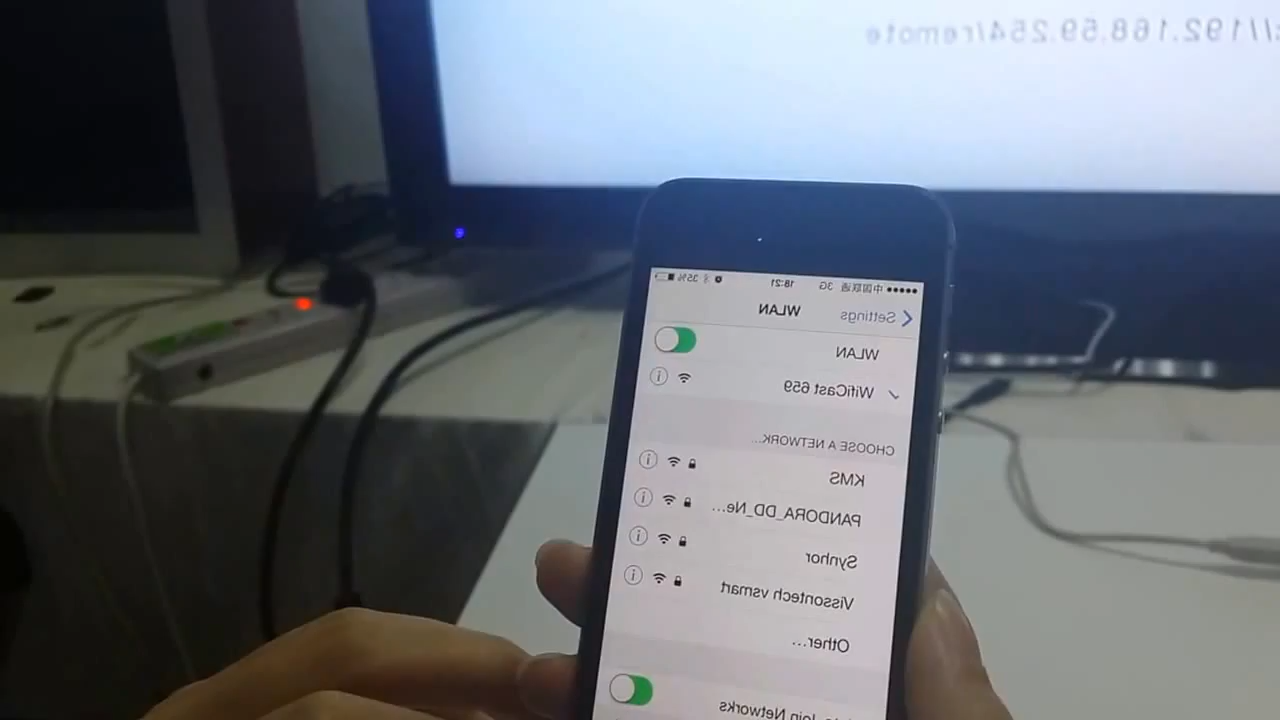 ://192.168.59.254/remote
中国联通 3G 18:21 35%
Settings WLAN
WLAN
WifiCast 659
CHOOSE A NETWORK...
KMS
PANDORA_DD_Ne...
Synhor
Vissontech vsmart
Other...
Join Networks